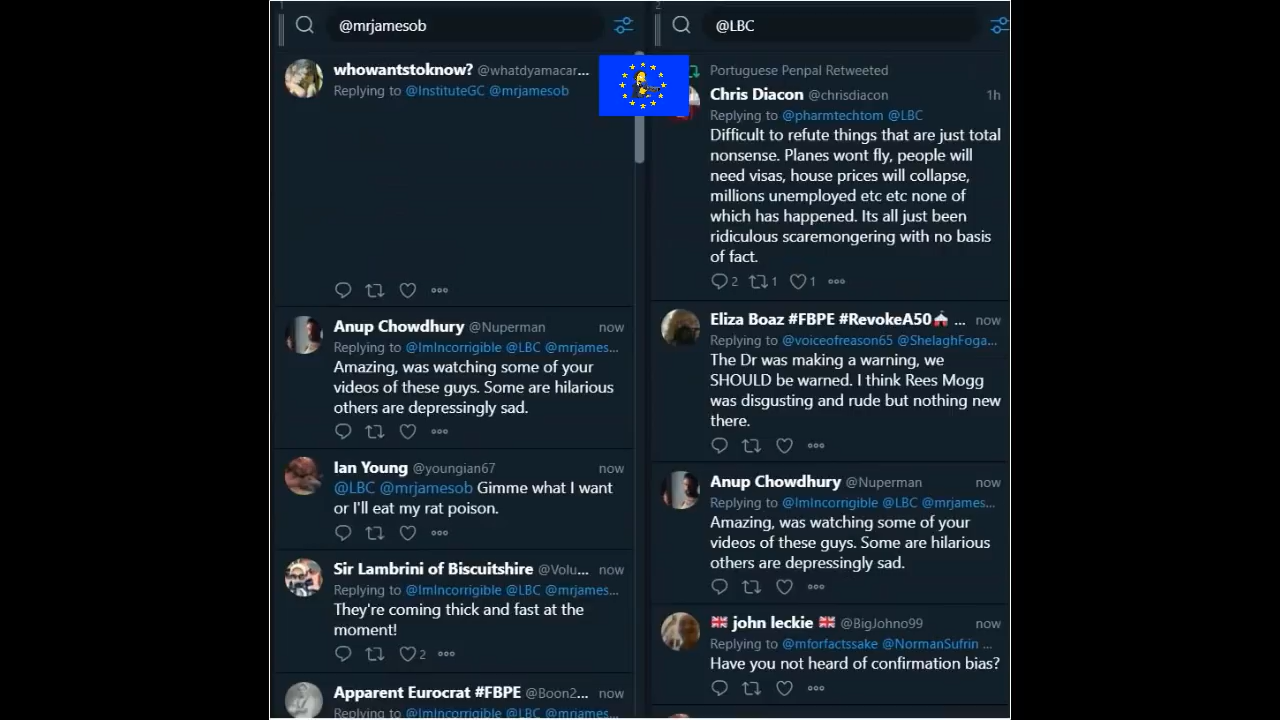 1
@mrjamesob
whowantstoknow? @whatdyamacar...
Replying to @InstituteGC @mrjamesob
Anup Chowdhury @Nuperman now
Replying to @ImIncorrigible @LBC @mrjames...
Amazing, was watching some of your
videos of these guys. Some are hilarious
others are depressingly sad.
Ian Young @youngian67 now
@LBC @mrjamesob Gimme what I want
or I'll eat my rat poison.
Sir Lambrini of Biscuitshire @Volu... now
Replying to @ImIncorrigible @LBC @mrjames...
They're coming thick and fast at the
moment!
2
Apparent Eurocrat #FBPE @Boon2... now
Replying to @ImIncorrigible @LBC @mrjames...
2
@LBC
Portuguese Penpal Retweeted
Chris Diacon @chrisdiacon 1h
Replying to @pharmtechtom @LBC
Difficult to refute things that are just total
nonsense. Planes wont fly, people will
need visas, house prices will collapse,
millions unemployed etc etc none of
which has happened. Its all just been
ridiculous scaremongering with no basis
of fact.
2 1 1
Eliza Boaz #FBPE #RevokeA50 ... now
Replying to @voiceofreason65 @ShelaghFoga...
The Dr was making a warning, we
SHOULD be warned. I think Rees Mogg
was disgusting and rude but nothing new
there.
Anup Chowdhury @Nuperman now
Replying to @ImIncorrigible @LBC @mrjames...
Amazing, was watching some of your
videos of these guys. Some are hilarious
others are depressingly sad.
john leckie @BigJohno99 now
Replying to @mforfactssake @NormanSufrin ...
Have you not heard of confirmation bias?